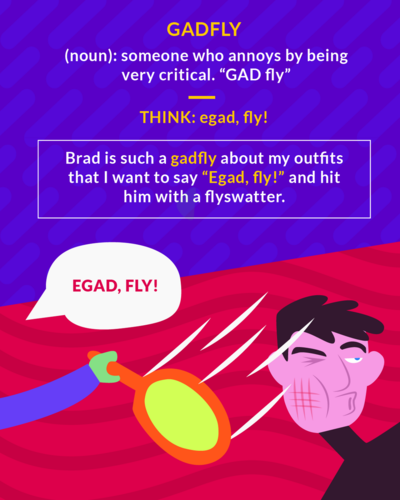 GADFLY
(noun): someone who annoys by being
very critical. “GAD fly”
THINK: egad, fly!
Brad is such a gadfly about my outfits
that I want to say “Egad, fly!” and hit
him with a flyswatter.
EGAD, FLY!